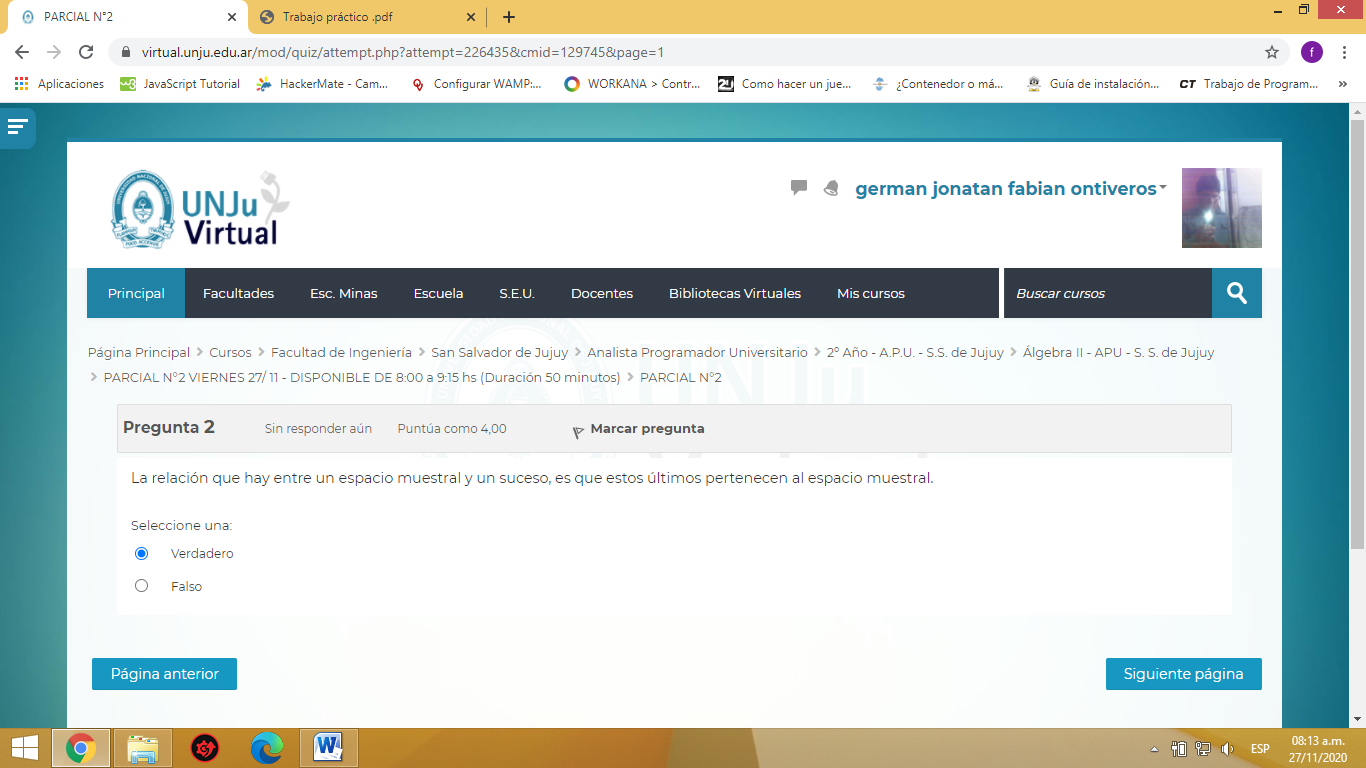 PARCIAL N°2
Trabajo práctico .pdf
virtual.unju.edu.ar/mod/quiz/attempt.php?attempt=226435&cmid=129745&page=1
f
Aplicaciones
JavaScript Tutorial
HackerMate - Cam...
Configurar WAMP:...
WORKANA > Contr...
Como hacer un jue...
¿Contenedor o má...
Guía de instalación...
CT Trabajo de Program...
»
UNJu
Virtual
german jonatan fabian ontiveros
Principal
Facultades
Esc. Minas
Escuela
S.E.U.
Docentes
Bibliotecas Virtuales
Mis cursos
Buscar cursos
Página Principal > Cursos > Facultad de Ingeniería > San Salvador de Jujuy > Analista Programador Universitario > 2º Año - A.P.U. - S.S. de Jujuy > Álgebra II - APU - S. S. de Jujuy
> PARCIAL N°2 VIERNES 27/ 11 - DISPONIBLE DE 8:00 a 9:15 hs (Duración 50 minutos) > PARCIAL N°2
Pregunta 2
Sin responder aún
Puntúa como 4,00
Marcar pregunta
La relación que hay entre un espacio muestral y un suceso, es que estos últimos pertenecen al espacio muestral.
Seleccione una:
Verdadero
Falso
Página anterior
Siguiente página
ESP
08:13 a.m.
27/11/2020